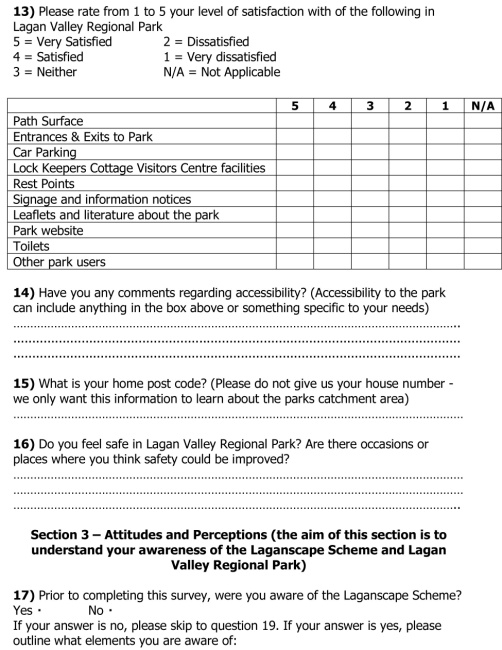 13) Please rate from 1 to 5 your level of satisfaction with of the following in
Lagan Valley Regional Park
5 = Very Satisfied 2 = Dissatisfied
4 = Satisfied 1 = Very dissatisfied
3 = Neither N/A = Not Applicable
5 4 3 2 1 N/A
Path Surface
Entrances & Exits to Park
Car Parking
Lock Keepers Cottage Visitors Centre facilities
Rest Points
Signage and information notices
Leaflets and literature about the park
Park website
Toilets
Other park users
14) Have you any comments regarding accessibility? (Accessibility to the park
can include anything in the box above or something specific to your needs)
15) What is your home post code? (Please do not give us your house number -
we only want this information to learn about the parks catchment area)
16) Do you feel safe in Lagan Valley Regional Park? Are there occasions or
places where you think safety could be improved?
Section 3 – Attitudes and Perceptions (the aim of this section is to
understand your awareness of the Laganscape Scheme and Lagan
Valley Regional Park)
17) Prior to completing this survey, were you aware of the Laganscape Scheme?
Yes · No ·
If your answer is no, please skip to question 19. If your answer is yes, please
outline what elements you are aware of: